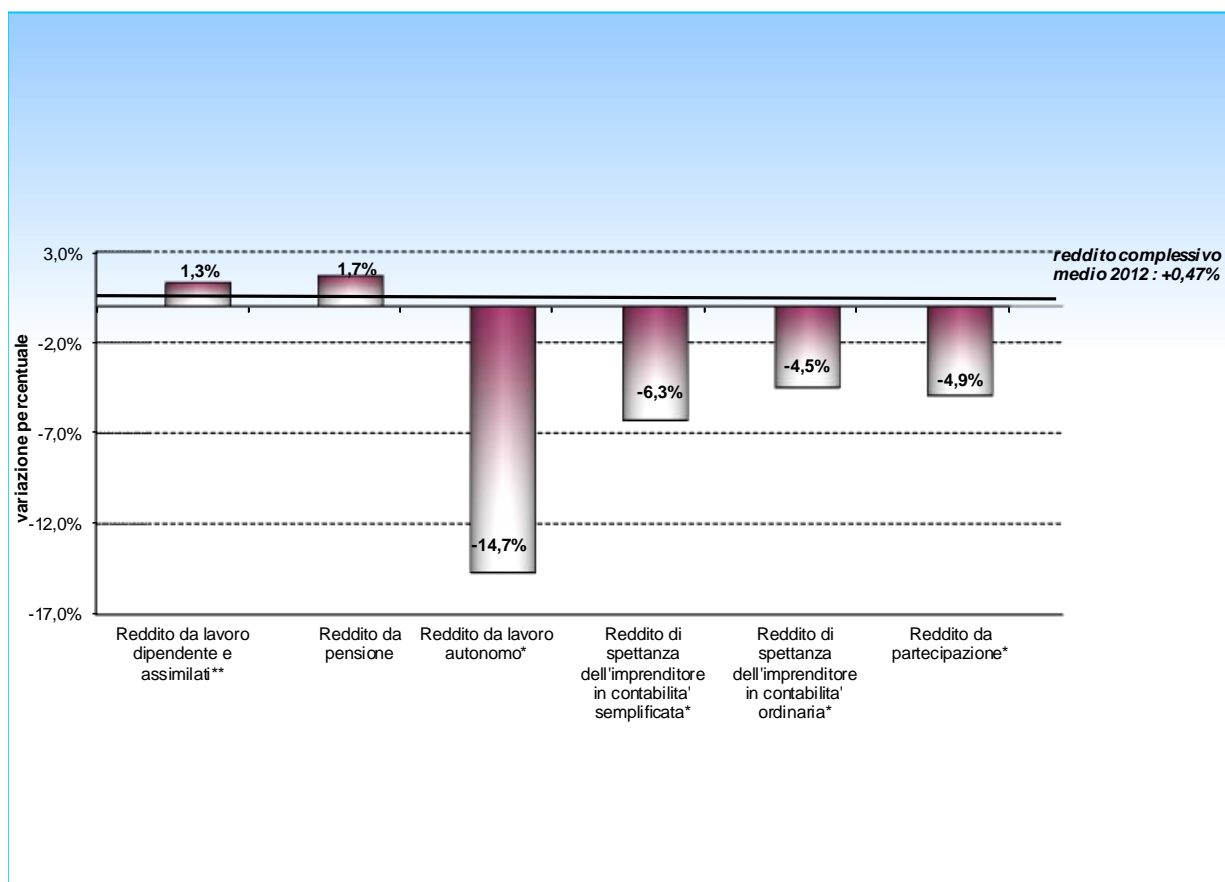 3,0%
reddito complessivo
medio 2012 : +0,47%
1,3%
1,7%
-2,0%
-4,5%
-4,9%
-6,3%
-7,0%
variazione percentuale
-12,0%
-14,7%
-17,0%
Reddito da lavoro
dipendente e
assimilati**
Reddito da
pensione
Reddito da lavoro
autonomo*
Reddito di
spettanza
dell'imprenditore
in contabilita'
semplificata*
Reddito di
spettanza
dell'imprenditore
in contabilita'
ordinaria*
Reddito da
partecipazione*